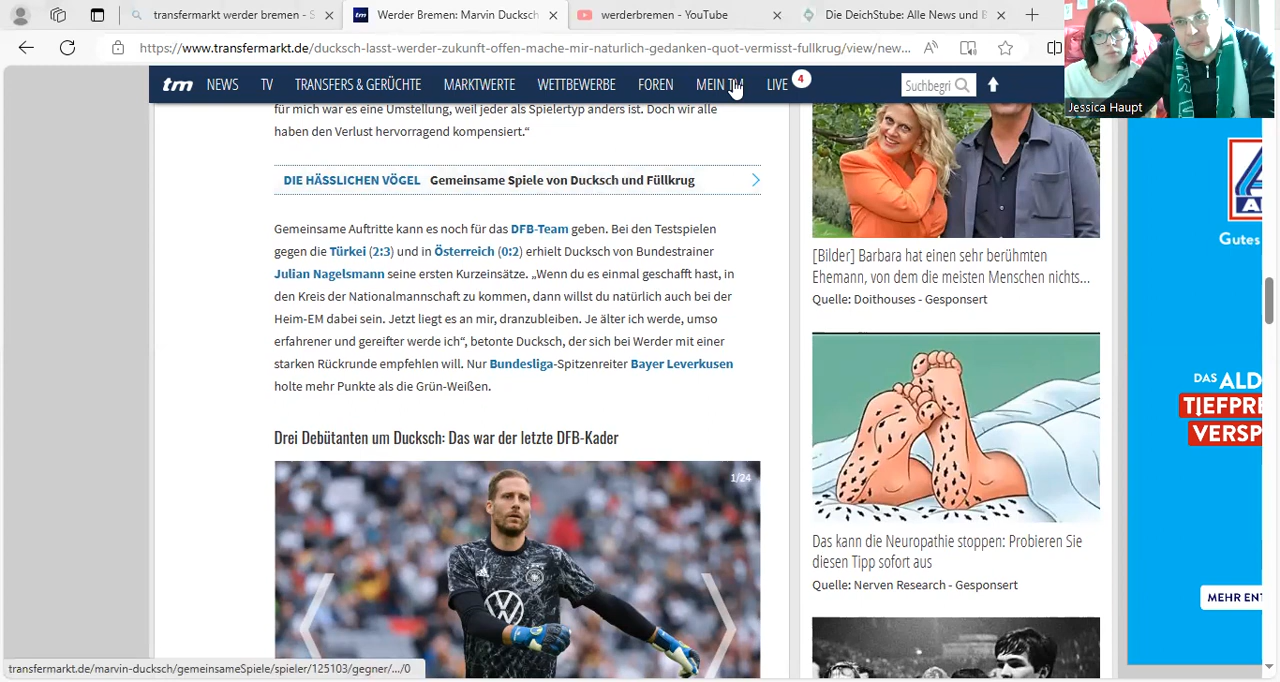 transfermarkt werder bremen - S
Werder Bremen: Marvin Ducksch
werderbremen - YouTube
Die DeichStube: Alle News und B
https://www.transfermarkt.de/ducksch-lasst-werder-zukunft-offen-mache-mir-naturlich-gedanken-quot-vermisst-fullkrug/view/new...
Jessica Haupt
tm NEWS TV TRANSFERS & GERÜCHTE MARKTWERTE WETTBEWERBE FOREN MEIN TM LIVE 4
Suchbegri
für mich war es eine Umstellung, weil jeder als Spielertyp anders ist. Doch wir alle
haben den Verlust hervorragend kompensiert.“
DIE HÄSSLICHEN VÖGEL Gemeinsame Spiele von Ducksch und Füllkrug
Gemeinsame Auftritte kann es noch für das DFB-Team geben. Bei den Testspielen
gegen die Türkei (2:3) und in Österreich (0:2) erhielt Ducksch von Bundestrainer
Julian Nagelsmann seine ersten Kurzeinsätze. „Wenn du es einmal geschafft hast, in
den Kreis der Nationalmannschaft zu kommen, dann willst du natürlich auch bei der
Heim-EM dabei sein. Jetzt liegt es an mir, dranzubleiben. Je älter ich werde, umso
erfahrener und gereifter werde ich“, betonte Ducksch, der sich bei Werder mit einer
starken Rückrunde empfehlen will. Nur Bundesliga-Spitzenreiter Bayer Leverkusen
holte mehr Punkte als die Grün-Weißen.
Drei Debütanten um Ducksch: Das war der letzte DFB-Kader
1/24
[Bilder] Barbara hat einen sehr berühmten
Ehemann, von dem die meisten Menschen nichts...
Quelle: Doithouses - Gesponsert
Das kann die Neuropathie stoppen: Probieren Sie
diesen Tipp sofort aus
Quelle: Nerven Research - Gesponsert
A
Gutes
DAS ALD
TIEFPRE
VERSP
MEHR ENT
transfermarkt.de/marvin-ducksch/gemeinsameSpiele/spieler/125103/gegner/.../0